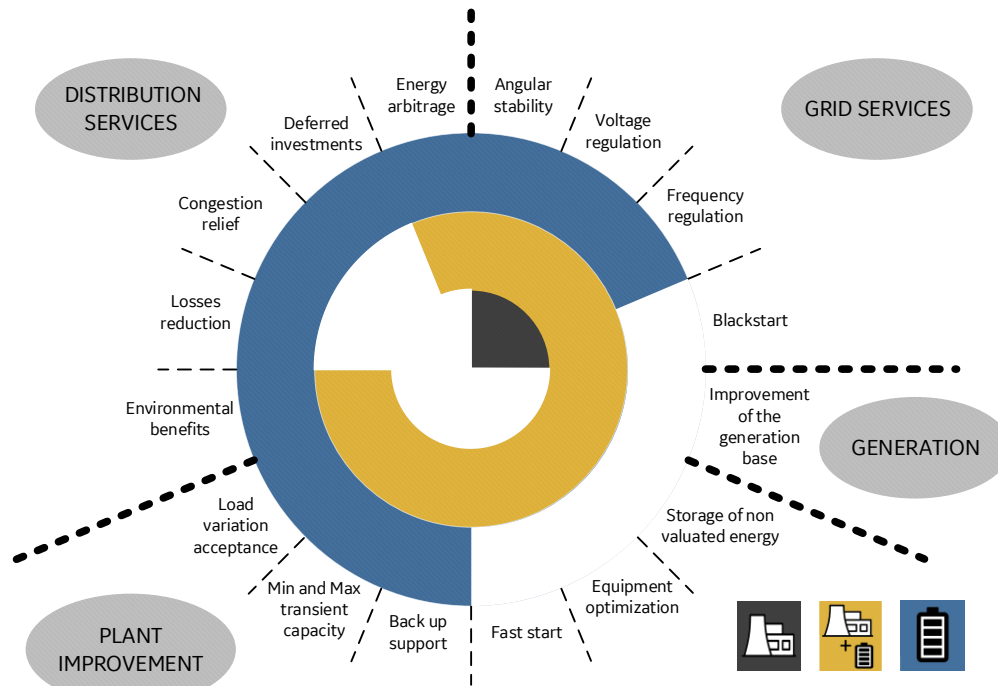 DISTRIBUTION
SERVICES
GRID SERVICES
Energy
arbitrage
Angular
stability
Deferred
investments
Voltage
regulation
Congestion
relief
Frequency
regulation
Losses
reduction
Blackstart
Environmental
benefits
Improvement
of the
generation
base
GENERATION
Load
variation
acceptance
Storage of non
valuated energy
Min and Max
transient
capacity
Back up
support
Fast start
Equipment
optimization
PLANT
IMPROVEMENT
+